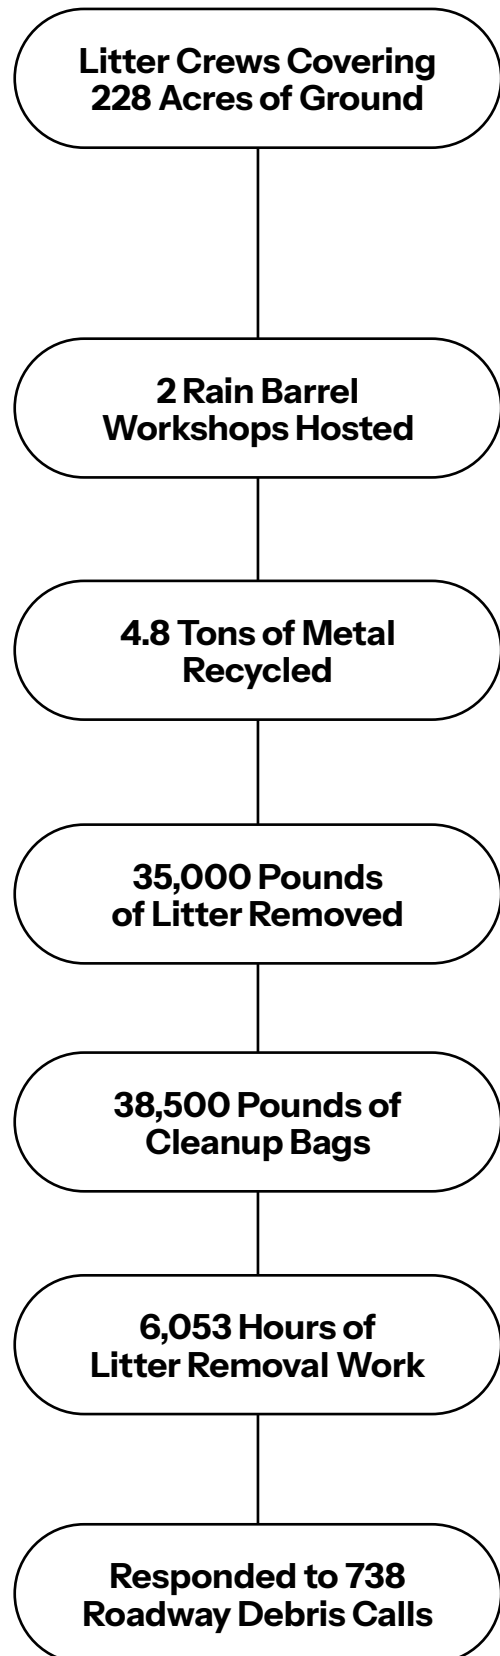 Litter Crews Covering
228 Acres of Ground
2 Rain Barrel
Workshops Hosted
4.8 Tons of Metal
Recycled
35,000 Pounds
of Litter Removed
38,500 Pounds of
Cleanup Bags
6,053 Hours of
Litter Removal Work
Responded to 738
Roadway Debris Calls